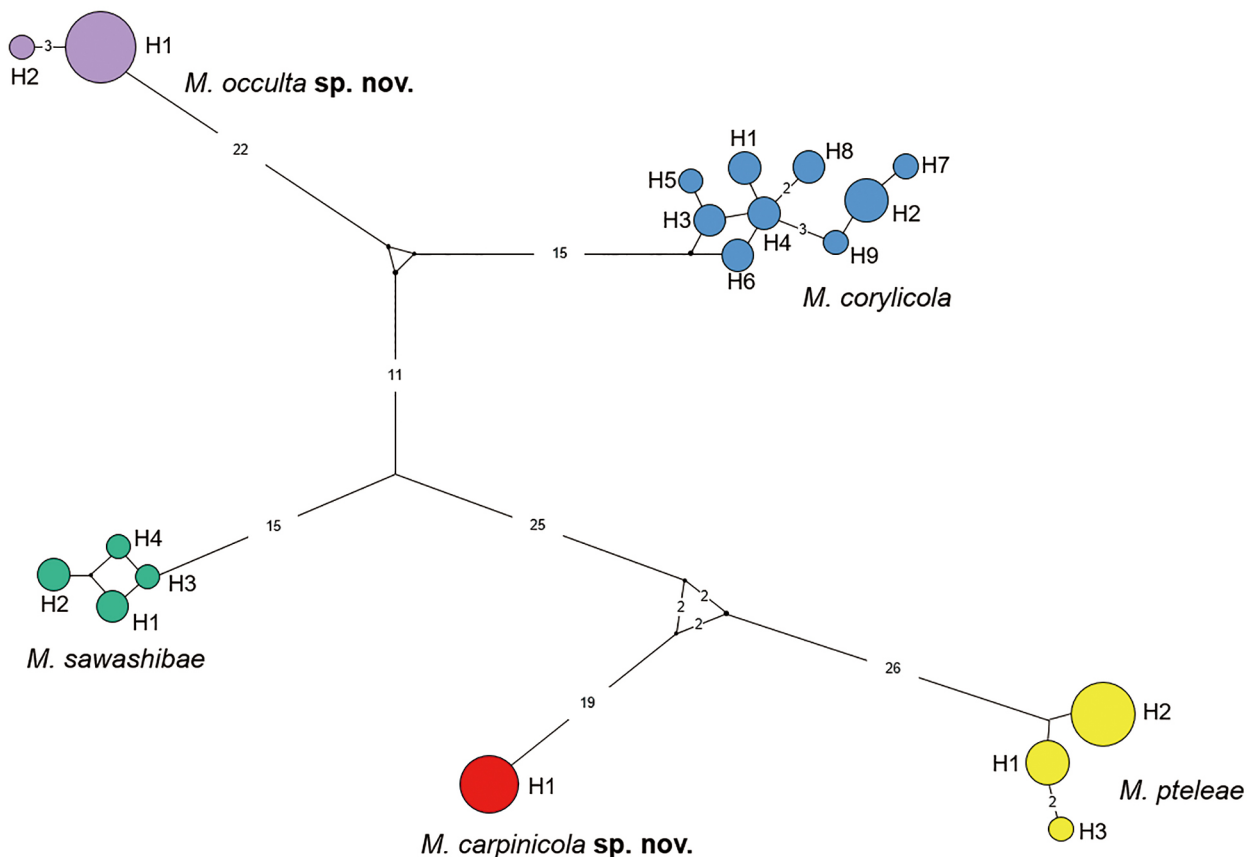 3
H1
H2
M. occulta sp. nov.
22
H1
H8
H5
2
H7
H3
H2
H4
3
H9
H6
15
M. corylicola
11
15
25
H4
H3
H2
H1
M. sawashibae
2
2
2
26
19
H2
H1
H1
M. pteleae
2
H3
M. carpinicola sp. nov.